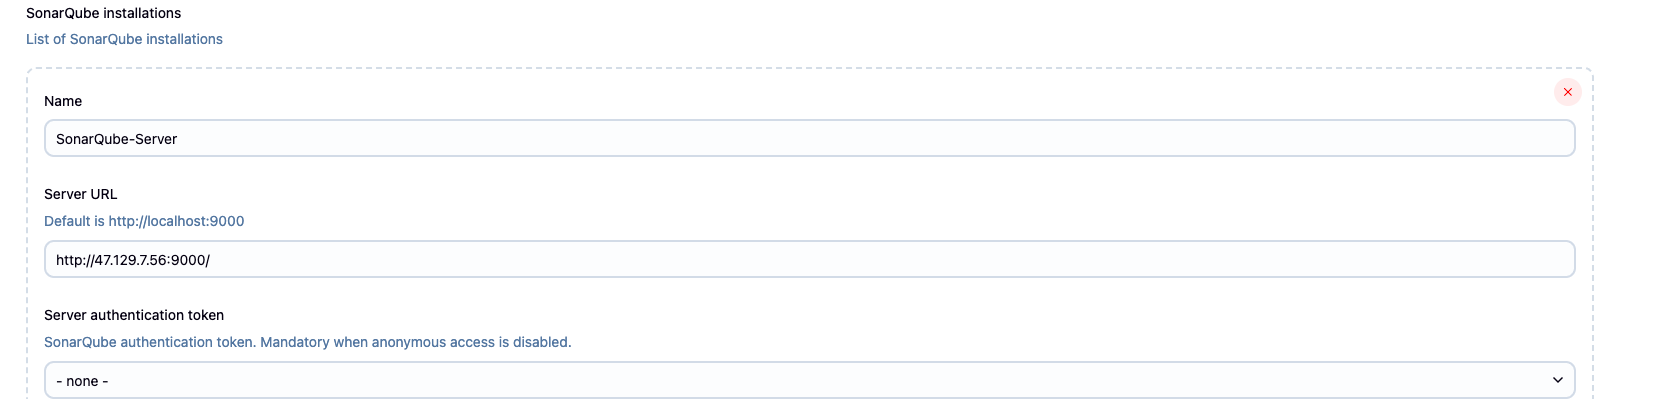 SonarQube installations
List of SonarQube installations
Name
SonarQube-Server
Server URL
Default is http://localhost:9000
http://47.129.7.56:9000/
Server authentication token
SonarQube authentication token. Mandatory when anonymous access is disabled.
- none -